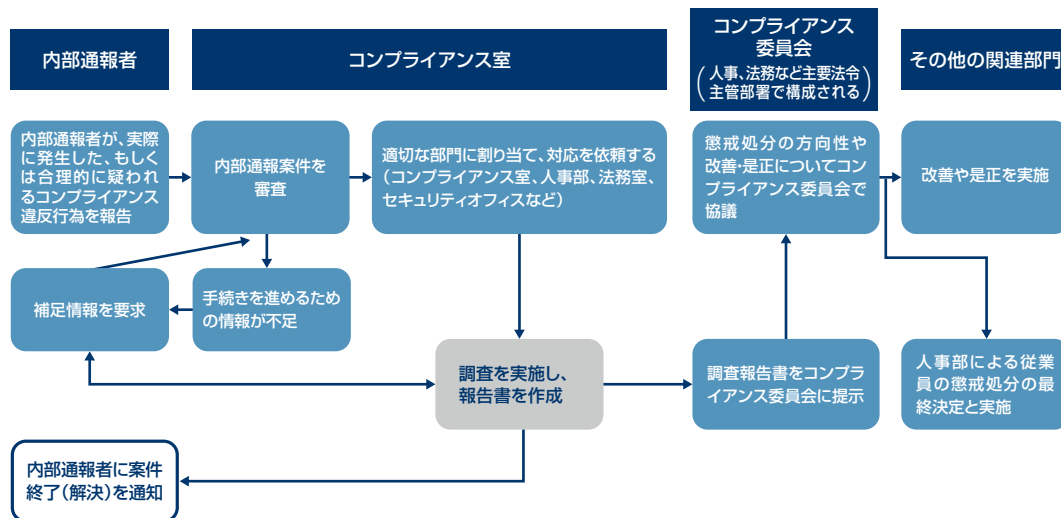 内部通報者
コンプライアンス室
コンプライアンス
委員会
(人事、法務など主要法令
主管部署で構成される)
その他の関連部門
内部通報者が、実際
に発生した、もしく
は合理的に疑われ
るコンプライアンス
違反行為を報告
内部通報案件を
審査
適切な部門に割り当て、対応を依頼する
(コンプライアンス室、人事部、法務室、
セキュリティオフィスなど)
懲戒処分の方向性や
改善・是正についてコン
プライアンス委員会で
協議
改善や是正を実施
補足情報を要求
手続きを進めるため
の情報が不足
調査を実施し、
報告書を作成
調査報告書をコンプラ
イアンス委員会に提示
人事部による従業
員の懲戒処分の最
終決定と実施
内部通報者に案件
終了(解決)を通知